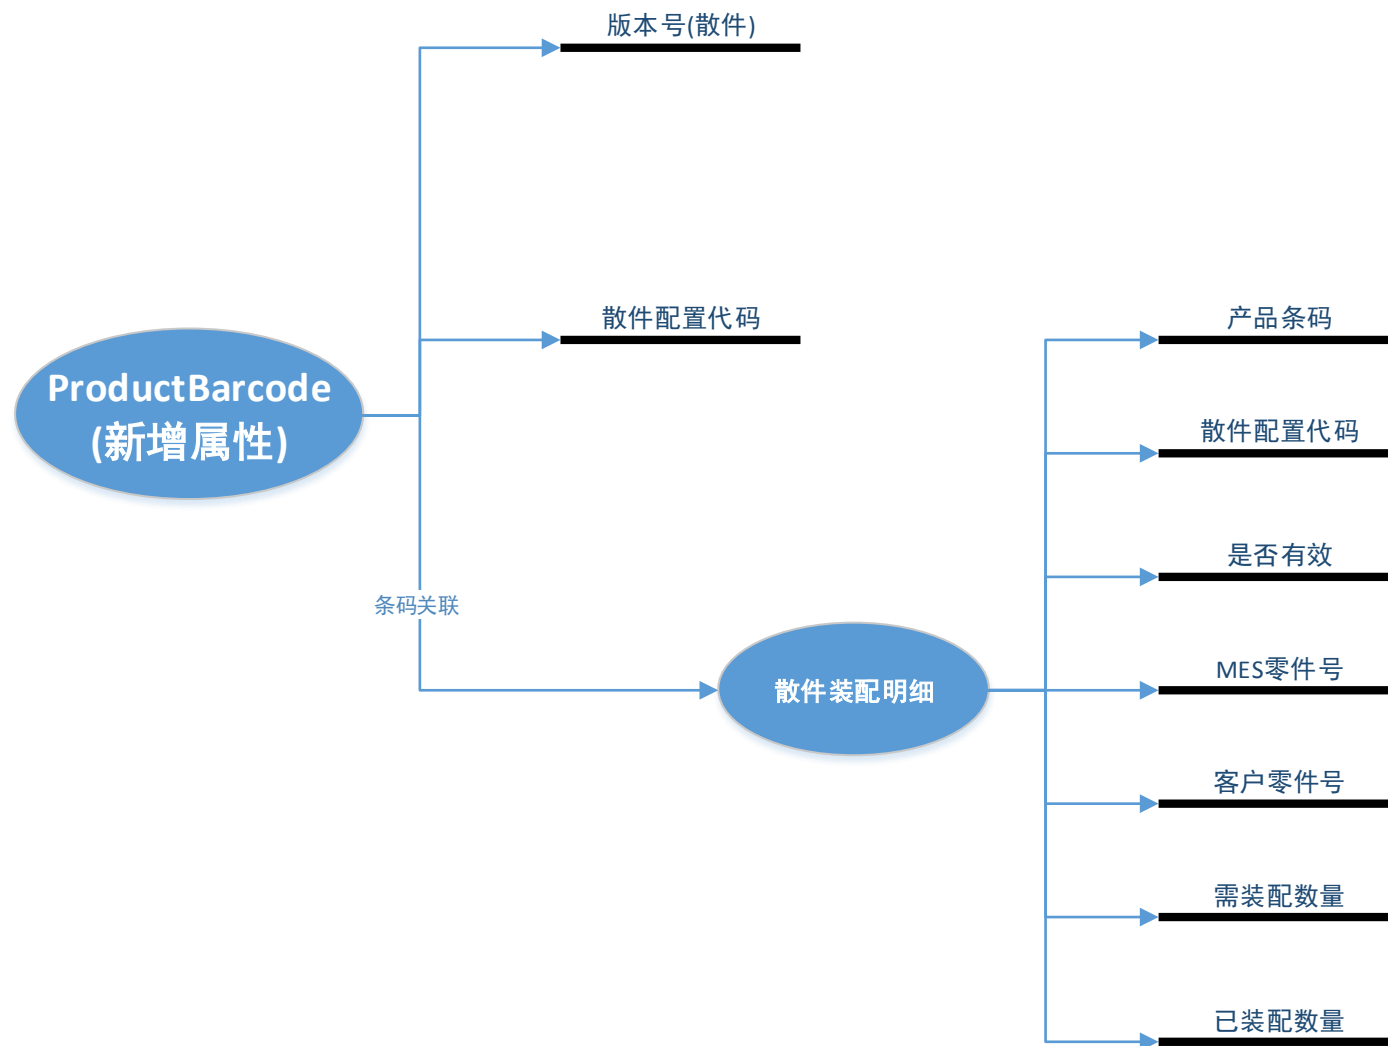 版本号(散件)
散件配置代码
ProductBarcode
(新增属性)
条码关联
散件装配明细
产品条码
散件配置代码
是否有效
MES零件号
客户零件号
需装配数量
已装配数量